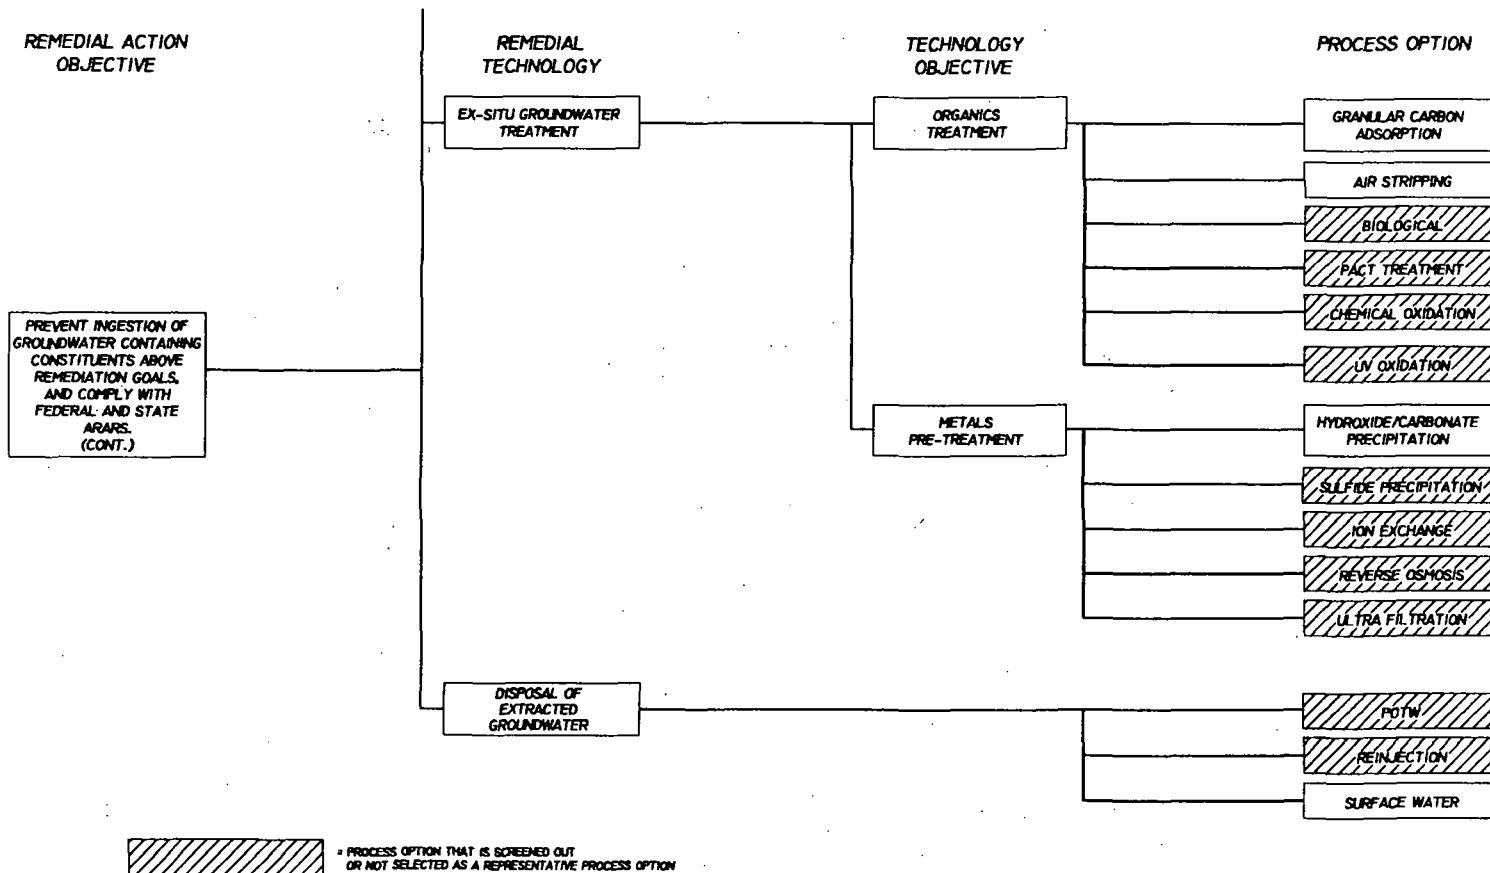 REMEDIAL ACTION
OBJECTIVE
REMEDIAL
TECHNOLOGY
TECHNOLOGY
OBJECTIVE
PROCESS OPTION
EX-SITU GROUNDWATER
TREATMENT
ORGANICS
TREATMENT
GRANULAR CARBON
ADSORPTION
AIR STRIPPING
BIOLOGICAL
PACT TREATMENT
CHEMICAL OXIDATION
UV OXIDATION
PREVENT INGESTION OF
GROUNDWATER CONTAINING
CONSTITUENTS ABOVE
REMEDIATION GOALS,
AND COMPLY WITH
FEDERAL AND STATE
ARARS.
(CONT.)
METALS
PRE-TREATMENT
HYDROXIDE/CARBONATE
PRECIPITATION
SULFIDE PRECIPITATION
ION EXCHANGE
REVERSE OSMOSIS
ULTRA FILTRATION
DISPOSAL OF
EXTRACTED
GROUNDWATER
POTW
REINJECTION
SURFACE WATER
= PROCESS OPTION THAT IS SCREENED OUT
OR NOT SELECTED AS A REPRESENTATIVE PROCESS OPTION